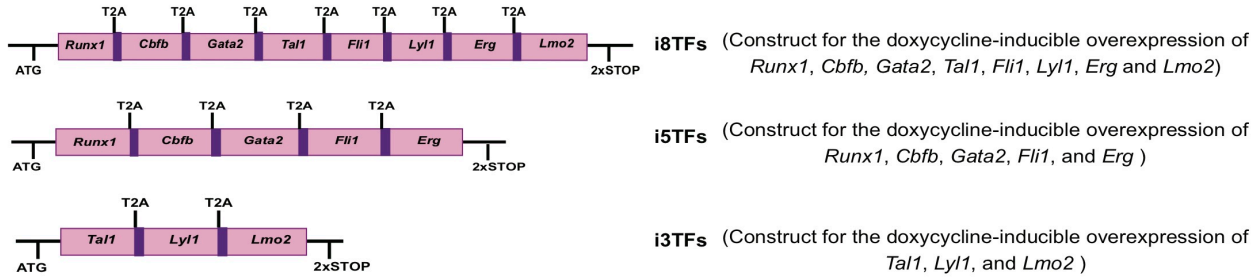 T2A T2A T2A T2A T2A T2A T2A
Runx1 Cbfb Gata2 Tal1 Fli1 Lyl1 Erg Lmo2
ATG 2xSTOP
i8TFs (Construct for the doxycycline-inducible overexpression of
Runx1, Cbfb, Gata2, Tal1, Fli1, Lyl1, Erg and Lmo2)
T2A T2A T2A T2A
Runx1 Cbfb Gata2 Fli1 Erg
ATG 2xSTOP
i5TFs (Construct for the doxycycline-inducible overexpression of
Runx1, Cbfb, Gata2, Fli1, and Erg )
T2A T2A
Tal1 Lyl1 Lmo2
ATG 2xSTOP
i3TFs (Construct for the doxycycline-inducible overexpression of
Tal1, Lyl1, and Lmo2 )